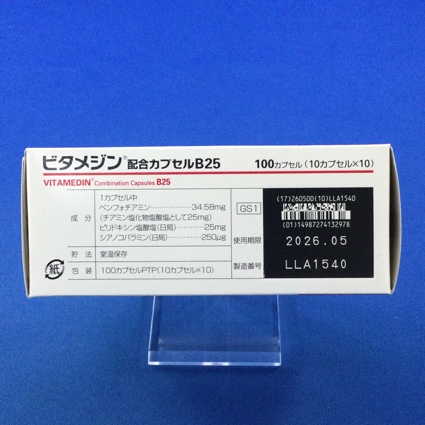 ビタメジン®配合カプセルB25 100カプセル（10カプセル×10）
VITAMEDIN® Combination Capsules B25
成分
1カプセル中
ベンフォチアミン…………34.58mg
（チアミン塩化物塩酸塩として25mg）
ピリドキシン塩酸塩（日局）………25mg
シアノコバラミン（日局）…………250μg
貯法 室温保存
包装 100カプセルPTP（10カプセル×10）
紙
GS1
(17)260500(10)LLA1540
(01)14987274132978
使用期限 2026.05
製造番号 LLA1540